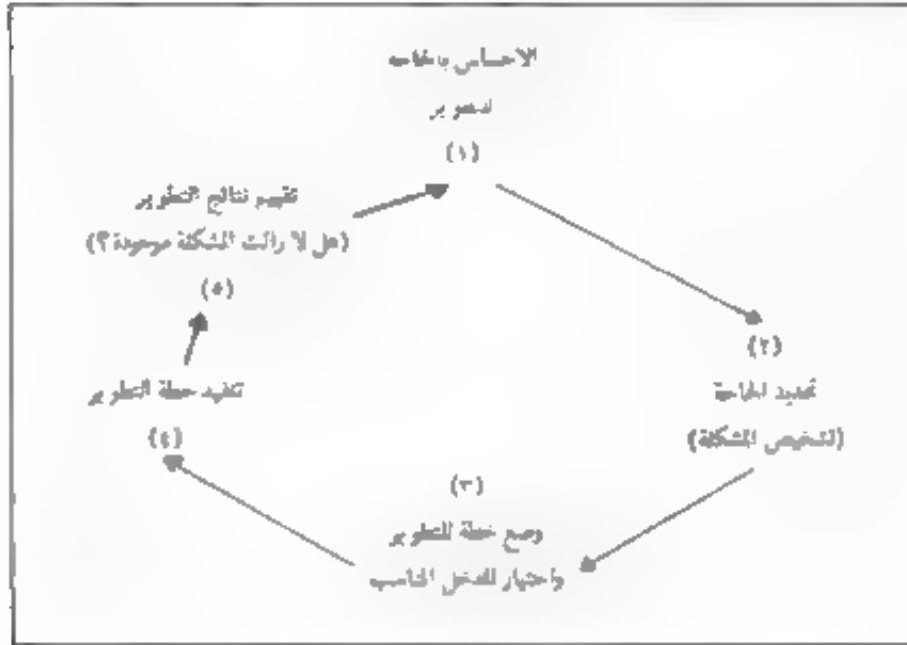 الاحساس بالحاجة
للتطوير
(١)
(٢)
تحديد الحاجة
(تشخيص المشكلة)
(٣)
وضع خطة للتطوير
واختيار المدخل المناسب
تنفيذ خطة التطوير
(٤)
تقييم نتائج التطوير
(هل لا زالت المشكلة موجودة؟)
(٥)